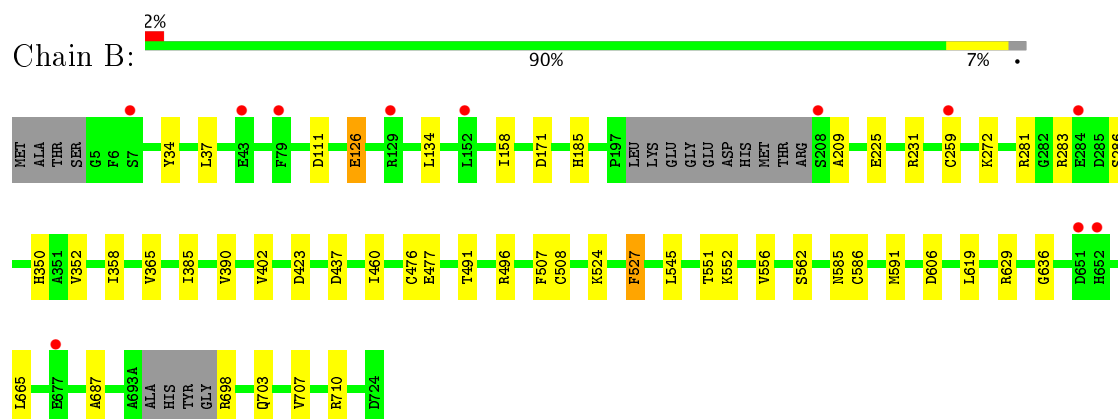 2%
Chain B:
90% 7% •
MET ALA THR SER G5 F6 S7 Y34 L37 E43 F79 D111 E126 R129 L134 L152 I158 D171 H185 P197 LEU LYS GLU GLY GLU ASP HIS MET THR ARG S208 A209 E225 R231 C259 K272 R281 G282 R283 E284 D285 S286
H350 A351 V352 I358 V365 I385 V390 V402 D423 D437 I460 C476 E477 T491 R496 F507 C508 K524 F527 L545 T551 K552 V556 S562 N585 C586 M591 D606 L619 R629 G636 D651 H652
L665 E677 A687 A693A ALA HIS TYR GLY R698 Q703 V707 R710 D724